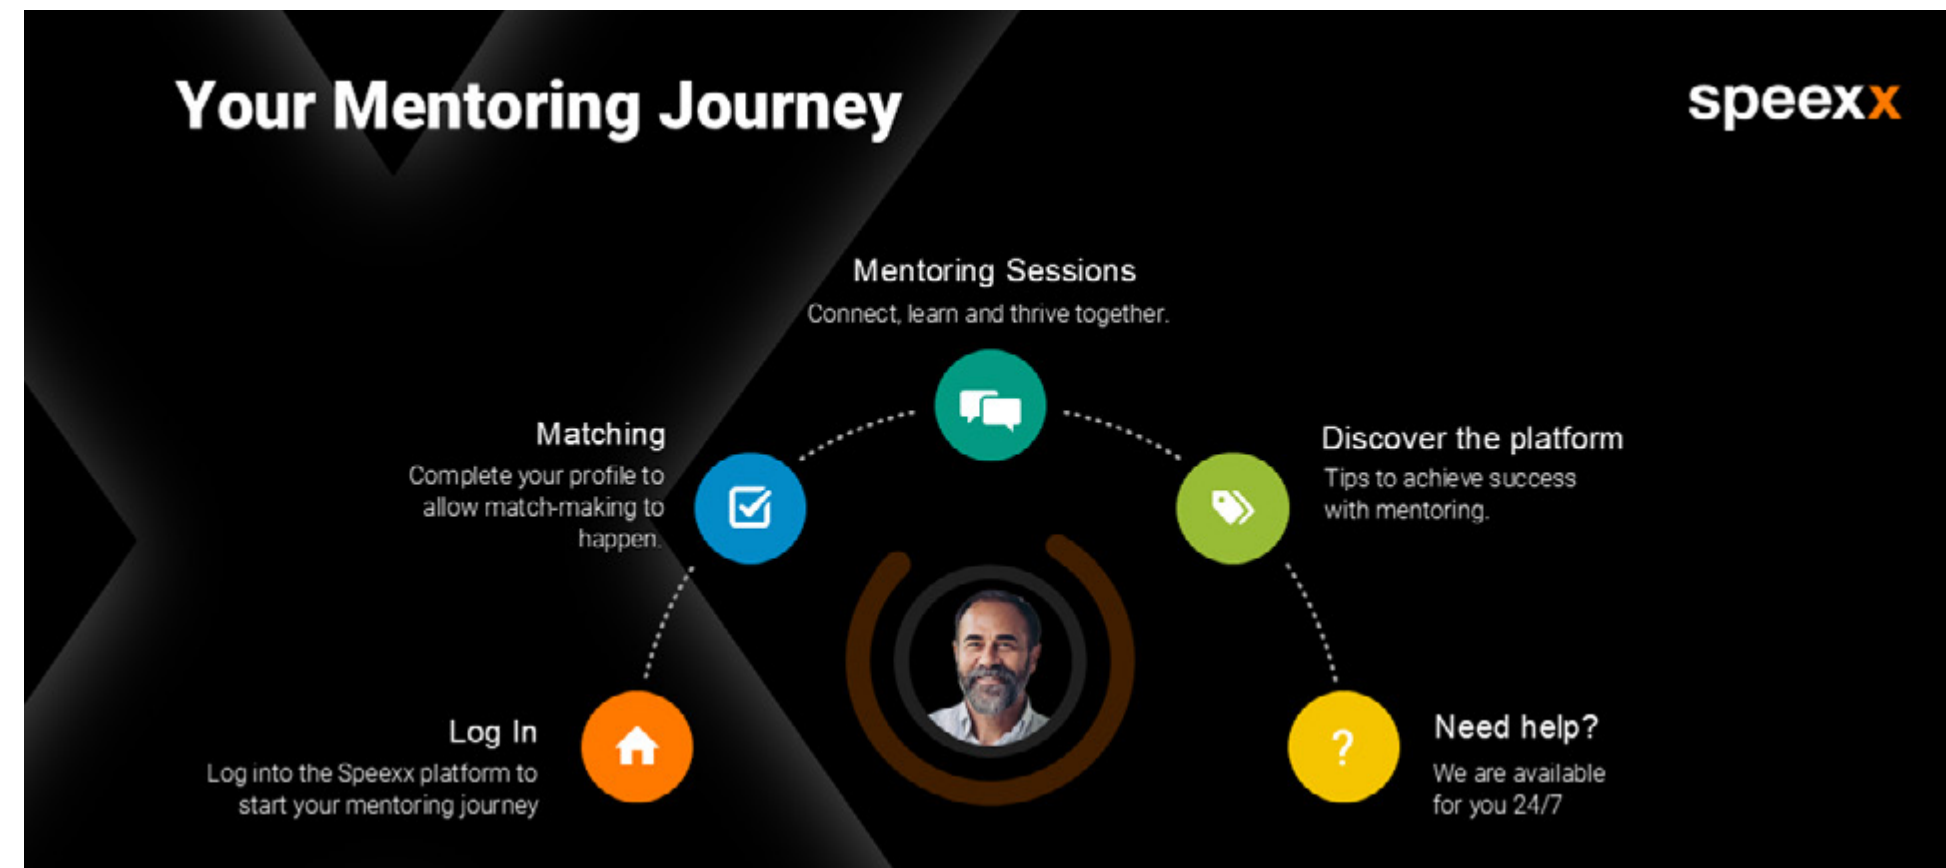 Your Mentoring Journey
speexx
Mentoring Sessions
Connect, learn and thrive together.
Matching
Complete your profile to
allow match-making to
happen.
Discover the platform
Tips to achieve success
with mentoring.
Log In
Log into the Speexx platform to
start your mentoring journey
?
Need help?
We are available
for you 24/7